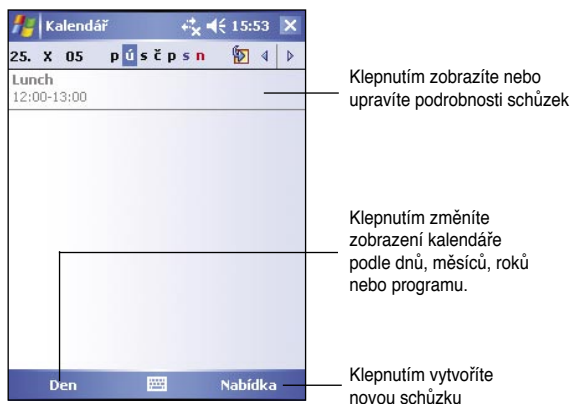 Kalendář 15:53
25. X 05 p ú s č p s n
Lunch
12:00-13:00
Klepnutím zobrazíte nebo
upravíte podrobnosti schůzek
Klepnutím změníte
zobrazení kalendáře
podle dnů, měsíců, roků
nebo programu.
Den Nabídka
Klepnutím vytvoříte
novou schůzku